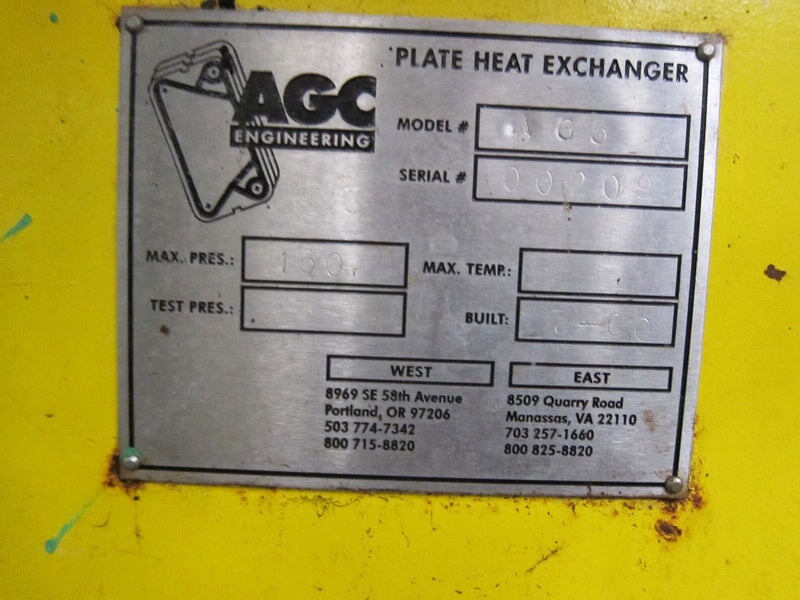 PLATE HEAT EXCHANGER
AGC
ENGINEERING
MODEL #
SERIAL # 00209
MAX. PRES.: 150.
MAX. TEMP.:
TEST PRES.:
BUILT:
WEST
8969 SE 58th Avenue
Portland, OR 97206
503 774-7342
800 715-8820
EAST
8509 Quarry Road
Manassas, VA 22110
703 257-1660
800 825-8820